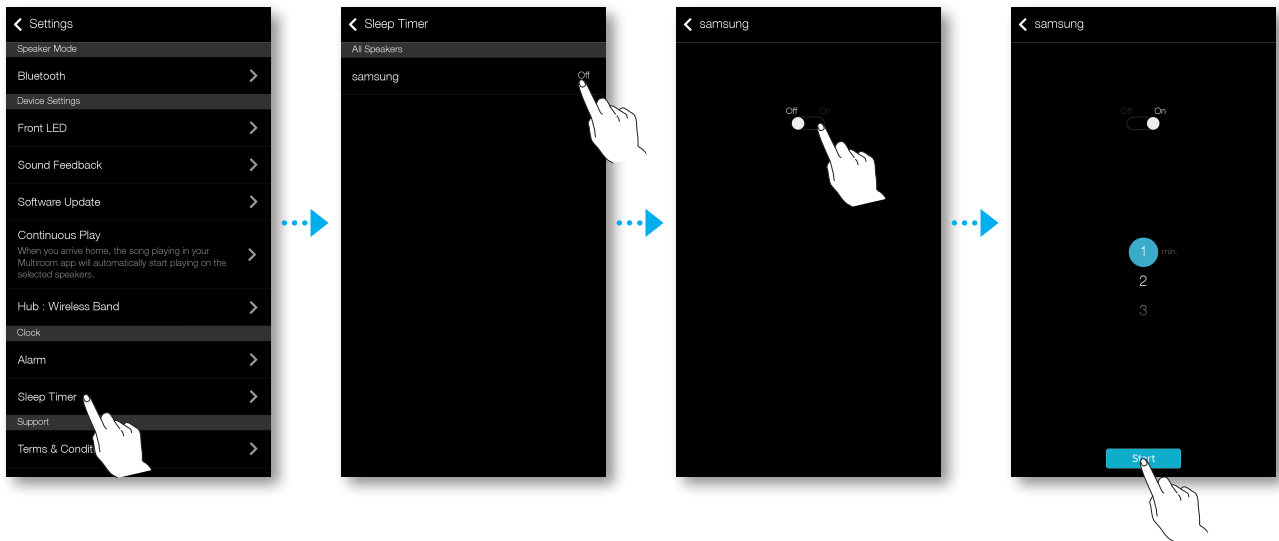 Settings
Speaker Mode
Bluetooth
Device Settings
Front LED
Sound Feedback
Software Update
Continuous Play
When you arrive home, the song playing in your
Multiroom app will automatically start playing on the
selected speakers.
Hub : Wireless Band
Clock
Alarm
Sleep Timer
Support
Terms & Condit
Sleep Timer
All Speakers
samsung
Off
samsung
Off On
samsung
Off On
1 min.
2
3
Start